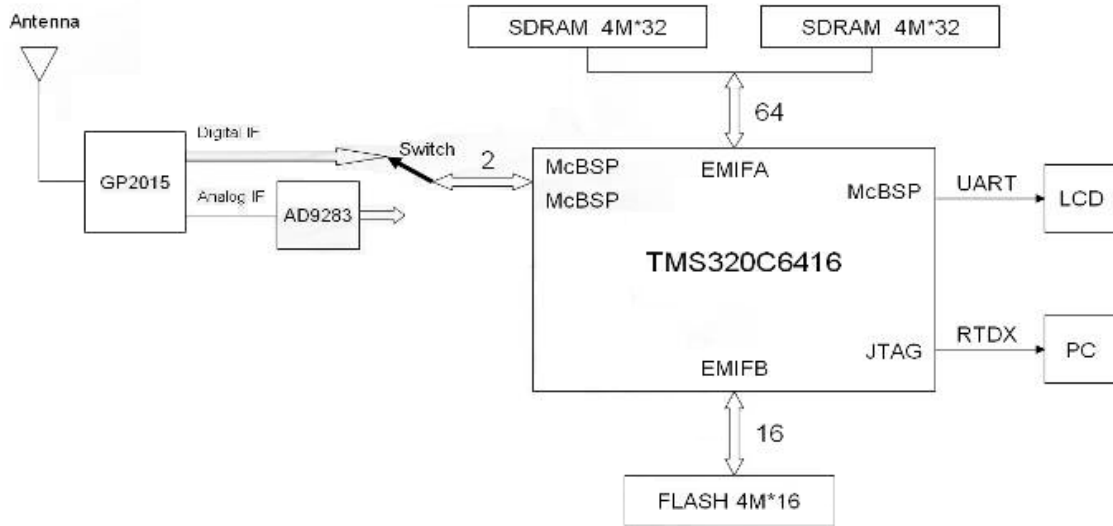 Antenna
SDRAM 4M*32
SDRAM 4M*32
64
Digital IF
Switch
2
McBSP
EMIFA
GP2015
McBSP
McBSP
UART
LCD
Analog IF
AD9283
TMS320C6416
JTAG
RTDX
PC
EMIFB
16
FLASH 4M*16